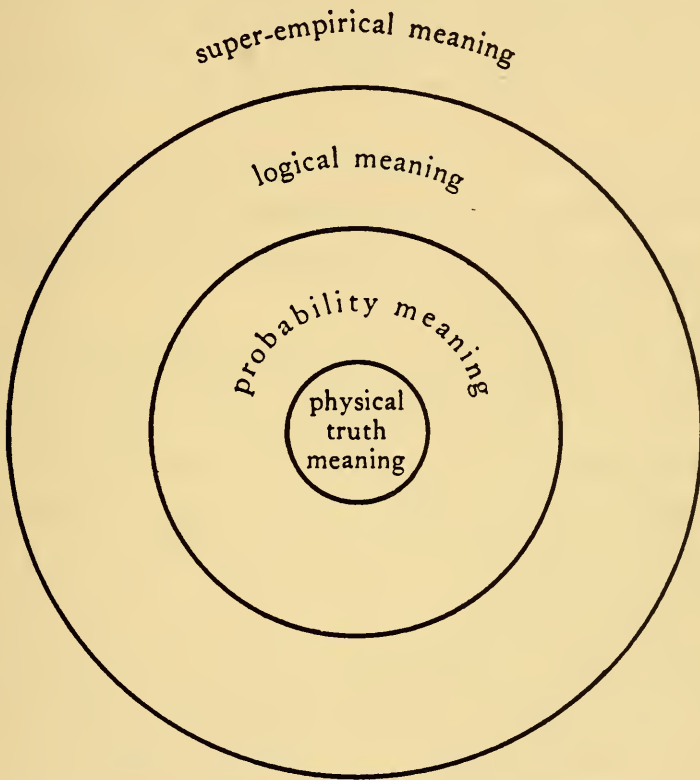 super-empirical meaning
logical meaning
probability meaning
physical
truth
meaning